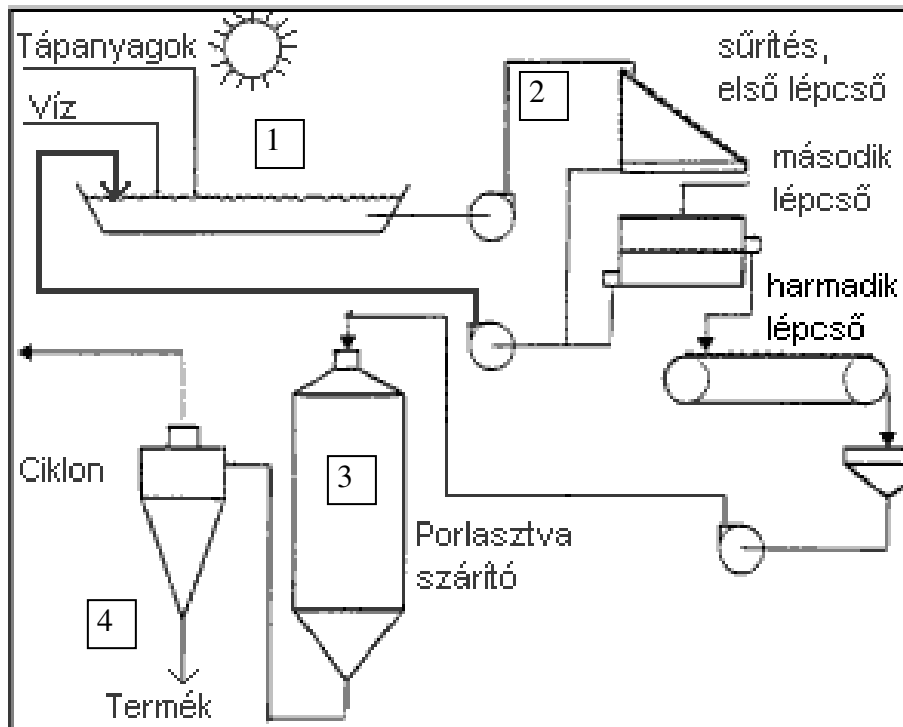 Tápanyagok
Víz
1
2
sűrítés,
első lépcső
második
lépcső
harmadik
lépcső
Ciklon
3
Porlasztva
szárító
4
Termék